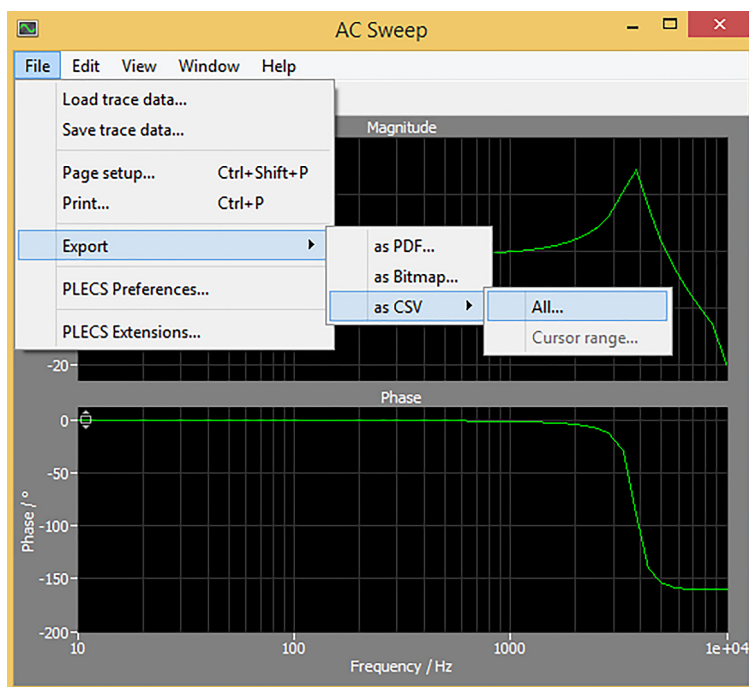 AC Sweep
File Edit View Window Help
Load trace data...
Save trace data...
Page setup... Ctrl+Shift+P
Print... Ctrl+P
Export
PLECS Preferences...
PLECS Extensions...
as PDF...
as Bitmap...
as CSV
All...
Cursor range...
Magnitude
-20
Phase
0
-50
-100
-150
-200
Phase / °
10 100 1000 1e+04
Frequency / Hz